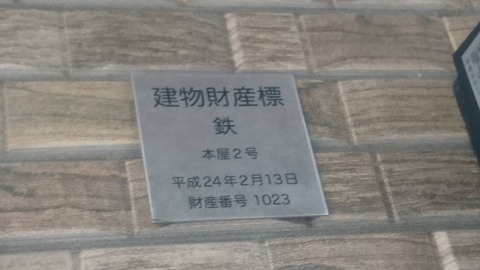 建物財産標
鉄
本屋2号
平成24年2月13日
財産番号 1023